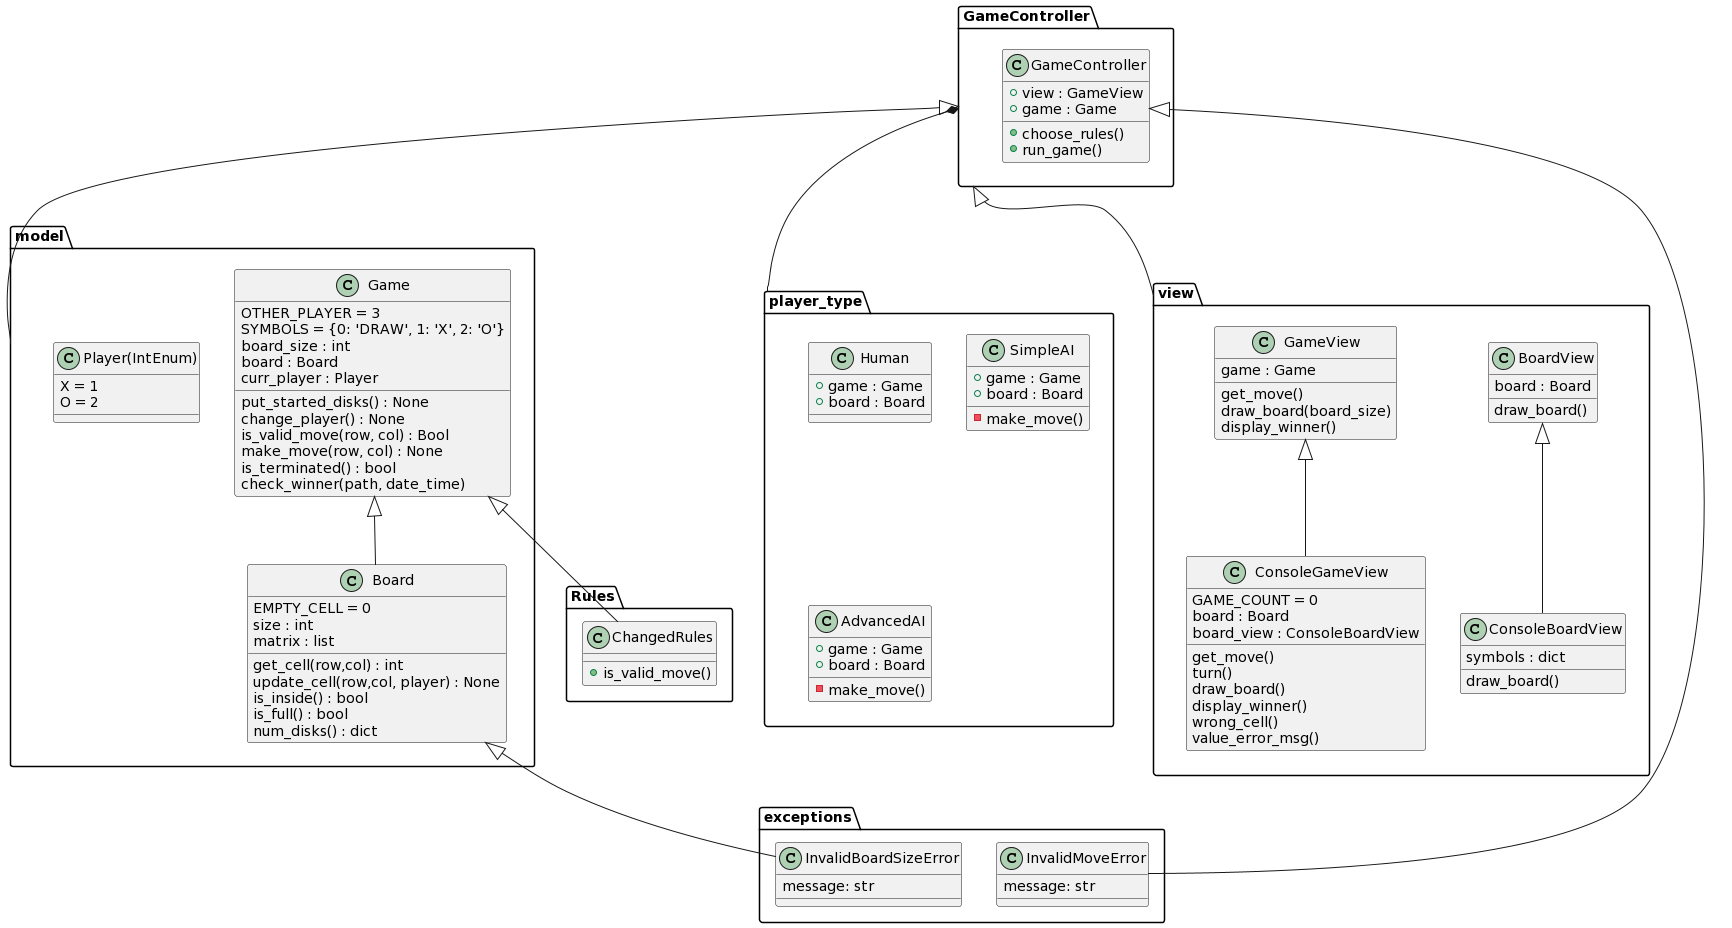 GameController
GameController
view : GameView
game : Game
choose_rules()
run_game()
model
Player(IntEnum)
X = 1
O = 2
Game
OTHER_PLAYER = 3
SYMBOLS = {0: 'DRAW', 1: 'X', 2: 'O'}
board_size : int
board : Board
curr_player : Player
put_started_disks() : None
change_player() : None
is_valid_move(row, col) : Bool
make_move(row, col) : None
is_terminated() : bool
check_winner(path, date_time)
Board
EMPTY_CELL = 0
size : int
matrix : list
get_cell(row,col) : int
update_cell(row,col, player) : None
is_inside() : bool
is_full() : bool
num_disks() : dict
Rules
ChangedRules
is_valid_move()
player_type
Human
game : Game
board : Board
SimpleAI
game : Game
board : Board
make_move()
AdvancedAI
game : Game
board : Board
make_move()
view
GameView
game : Game
get_move()
draw_board(board_size)
display_winner()
BoardView
board : Board
draw_board()
ConsoleGameView
GAME_COUNT = 0
board : Board
board_view : ConsoleBoardView
get_move()
turn()
draw_board()
display_winner()
wrong_cell()
value_error_msg()
ConsoleBoardView
symbols : dict
draw_board()
exceptions
InvalidBoardSizeError
message: str
InvalidMoveError
message: str